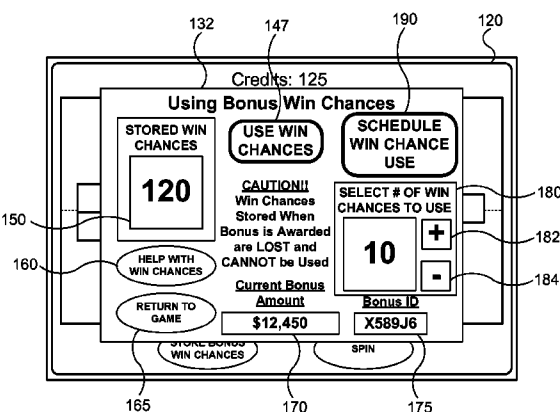 132
147
190
120
Credits: 125
Using Bonus Win Chances
STORED WIN
CHANCES
120
USE WIN
CHANCES
SCHEDULE
WIN CHANCE
USE
CAUTION!!
Win Chances
Stored When
Bonus is Awarded
are LOST and
CANNOT be Used
SELECT # OF WIN
CHANCES TO USE
10
+
-
180
182
184
150
160
HELP WITH
WIN CHANCES
RETURN TO
GAME
Current Bonus
Amount
$12,450
Bonus ID
X589J6
STORE BONUS
WIN CHANCES
SPIN
165
170
175